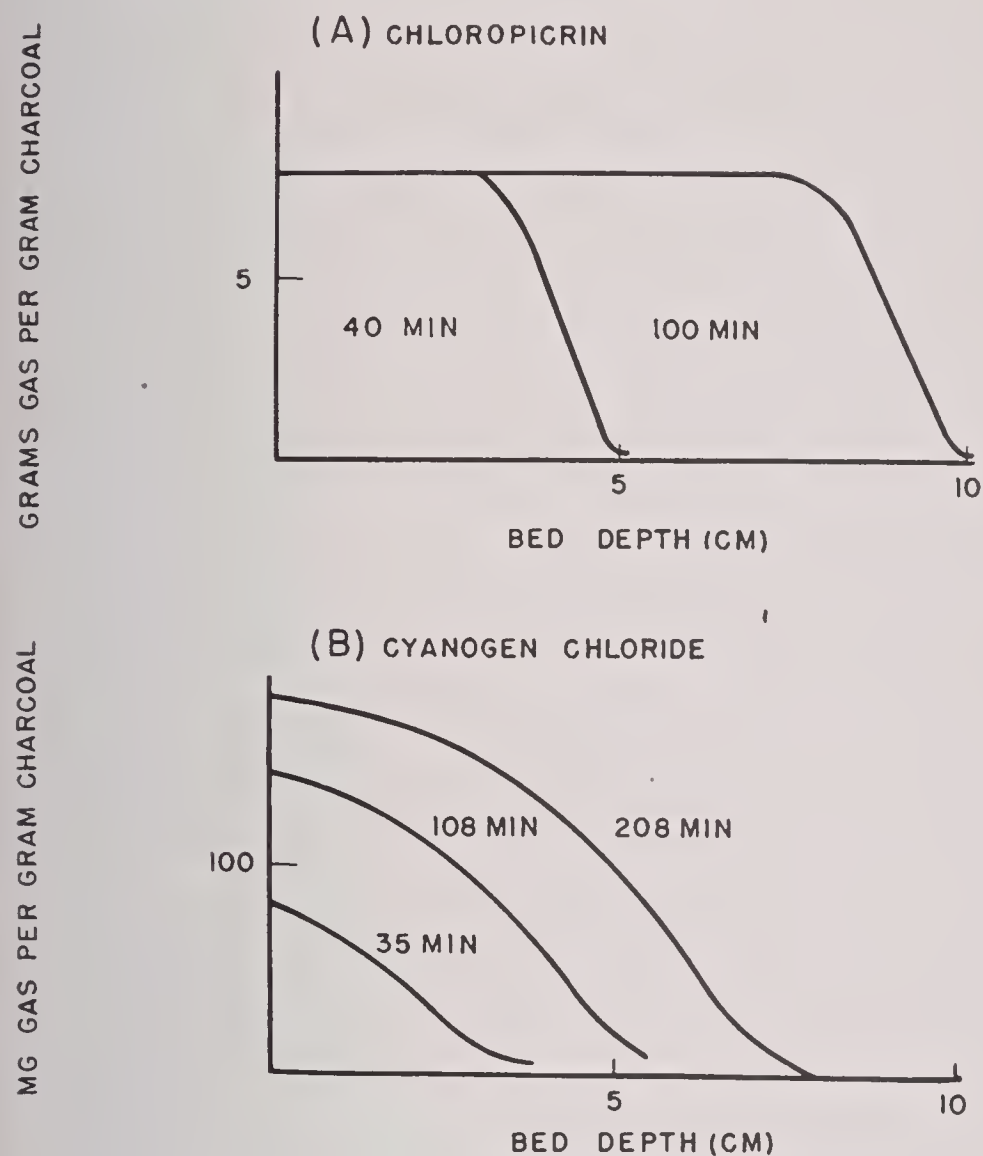 (A) CHLOROPICRIN
GRAMS GAS PER GRAM CHARCOAL
5
40 MIN
100 MIN
5
10
BED DEPTH (CM)
(B) CYANOGEN CHLORIDE
MG GAS PER GRAM CHARCOAL
100
35 MIN
108 MIN
208 MIN
5
10
BED DEPTH (CM)